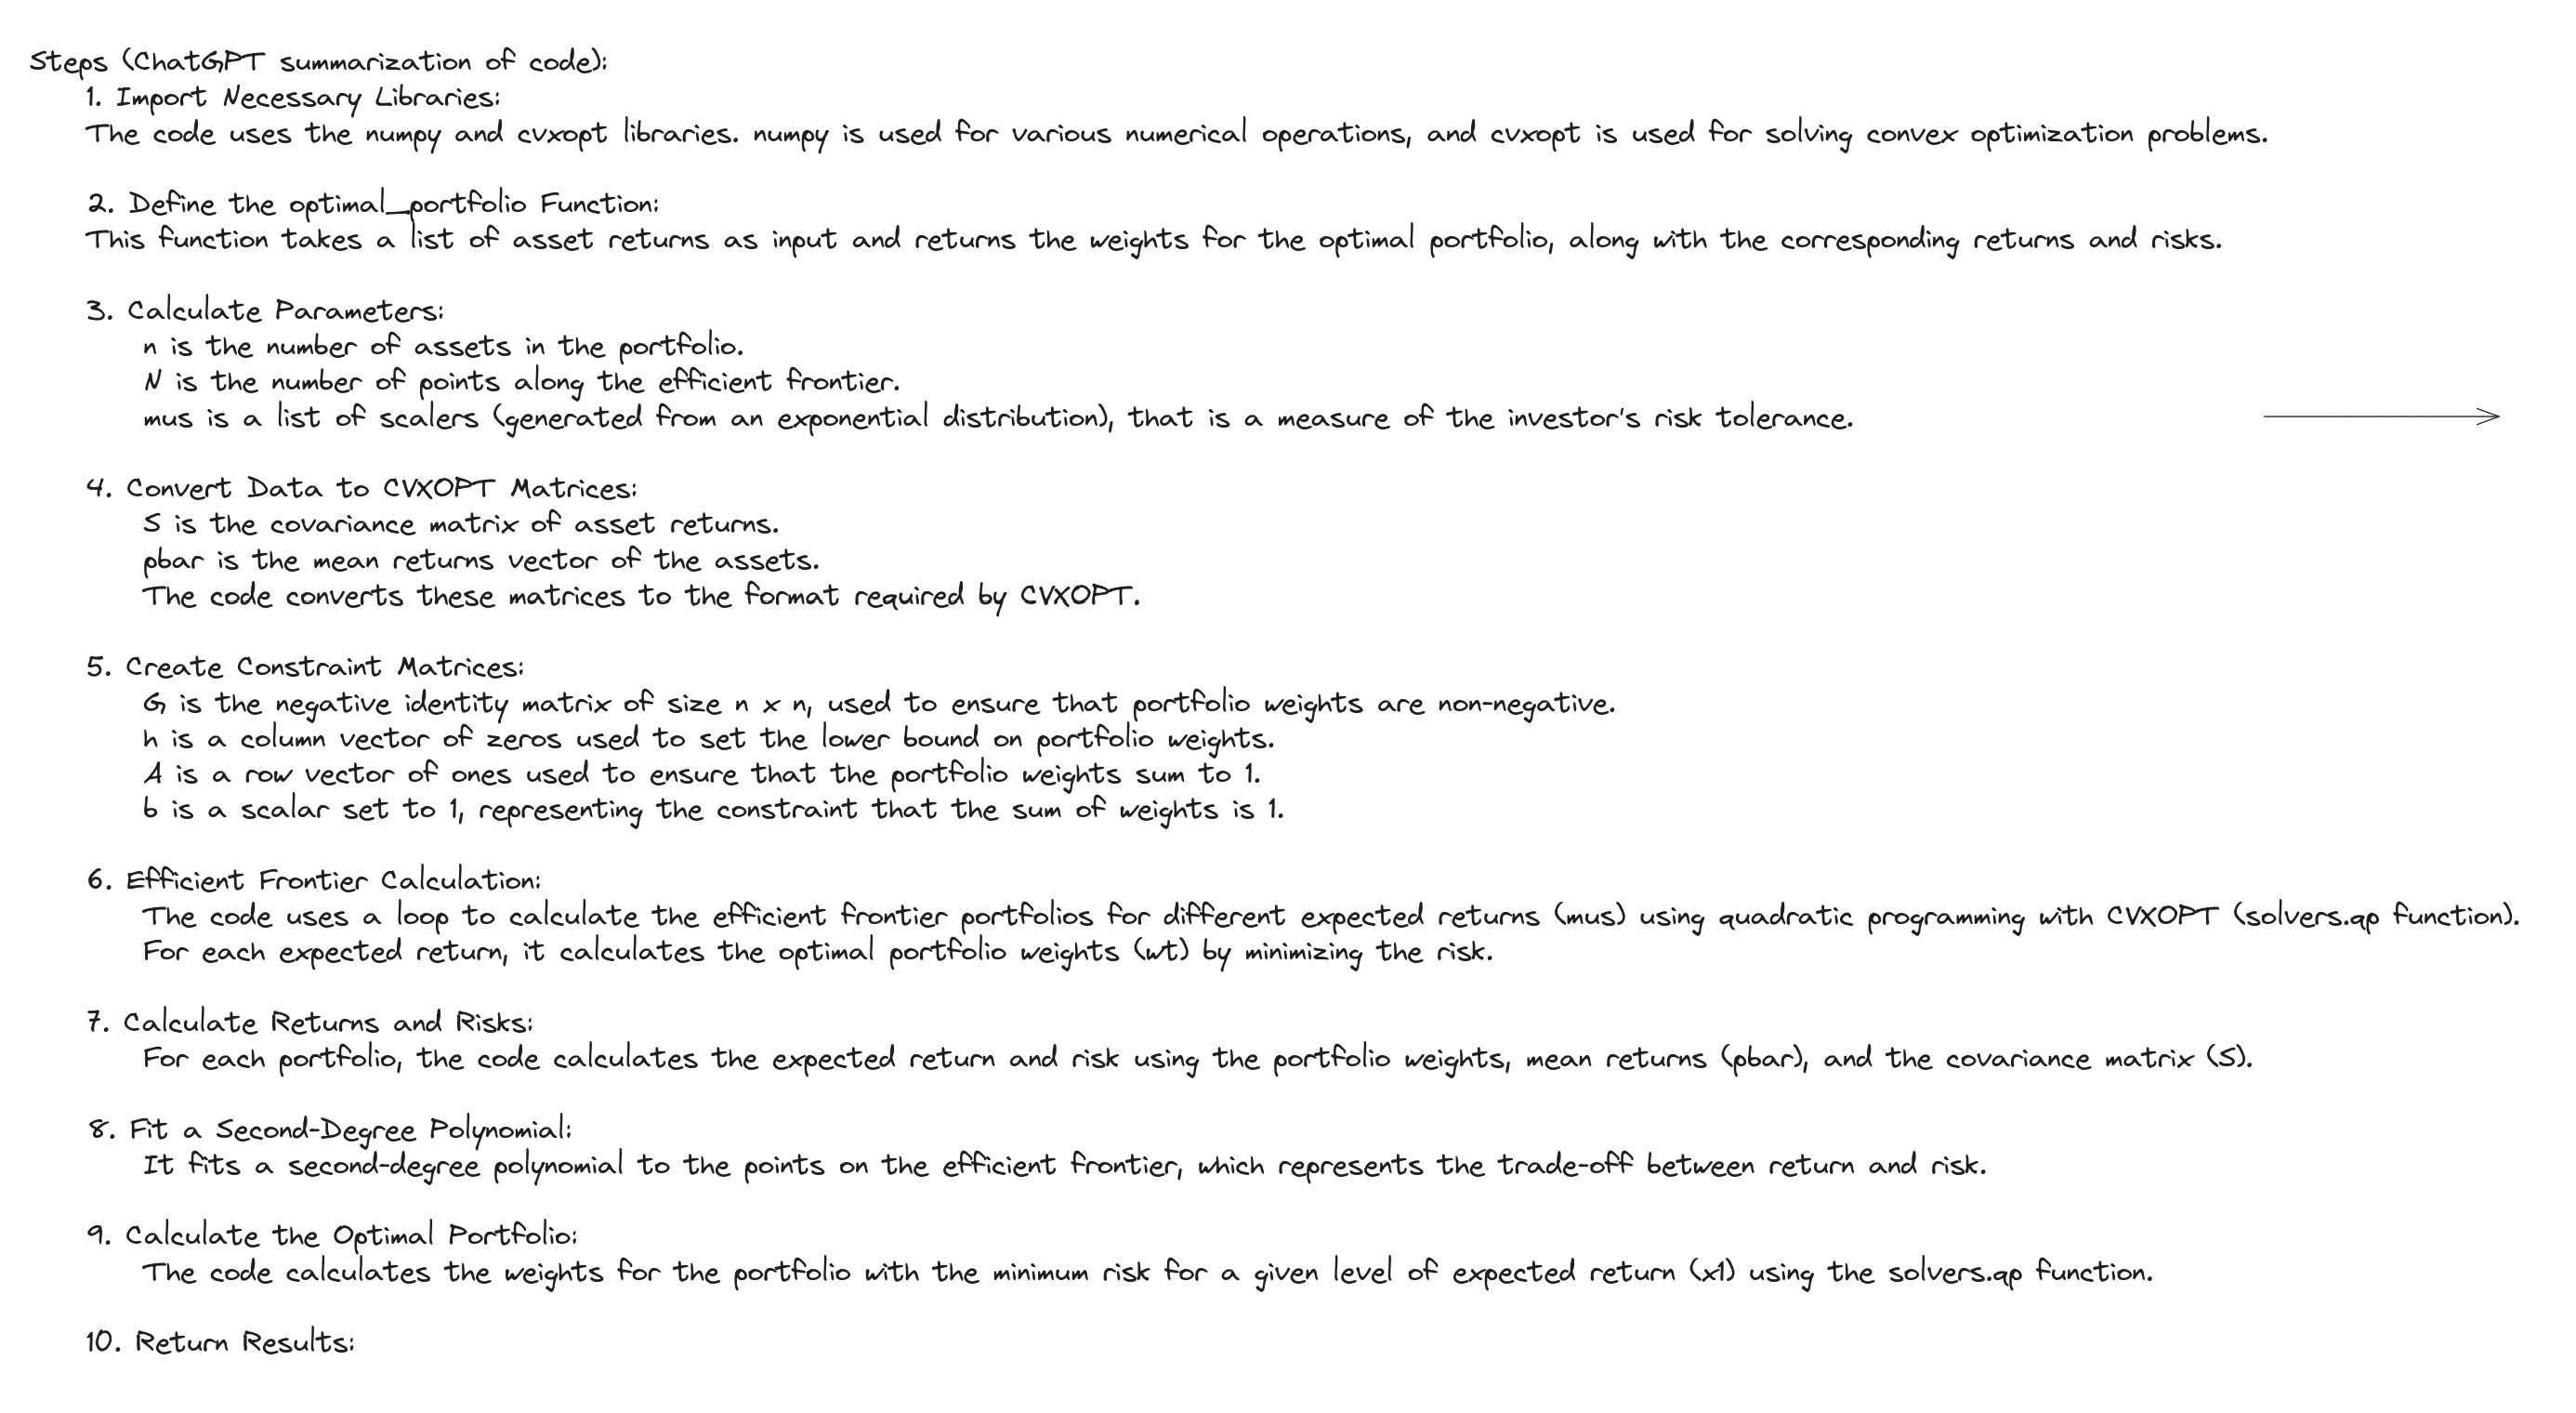 Steps (ChatGPT summarization of code):
1. Import Necessary Libraries:
The code uses the numpy and cvxopt libraries. numpy is used for various numerical operations, and cvxopt is used for solving convex optimization problems.
2. Define the optimal_portfolio Function:
This function takes a list of asset returns as input and returns the weights for the optimal portfolio, along with the corresponding returns and risks.
3. Calculate Parameters:
n is the number of assets in the portfolio.
N is the number of points along the efficient frontier.
mus is a list of scalers (generated from an exponential distribution), that is a measure of the investor's risk tolerance.
4. Convert Data to CVXOPT Matrices:
S is the covariance matrix of asset returns.
pbar is the mean returns vector of the assets.
The code converts these matrices to the format required by CVXOPT.
5. Create Constraint Matrices:
G is the negative identity matrix of size n x n, used to ensure that portfolio weights are non-negative.
h is a column vector of zeros used to set the lower bound on portfolio weights.
A is a row vector of ones used to ensure that the portfolio weights sum to 1.
b is a scalar set to 1, representing the constraint that the sum of weights is 1.
6. Efficient Frontier Calculation:
The code uses a loop to calculate the efficient frontier portfolios for different expected returns (mus) using quadratic programming with CVXOPT (solvers.qp function).
For each expected return, it calculates the optimal portfolio weights (wt) by minimizing the risk.
7. Calculate Returns and Risks:
For each portfolio, the code calculates the expected return and risk using the portfolio weights, mean returns (pbar), and the covariance matrix (S).
8. Fit a Second-Degree Polynomial:
It fits a second-degree polynomial to the points on the efficient frontier, which represents the trade-off between return and risk.
9. Calculate the Optimal Portfolio:
The code calculates the weights for the portfolio with the minimum risk for a given level of expected return (x1) using the solvers.qp function.
10. Return Results: